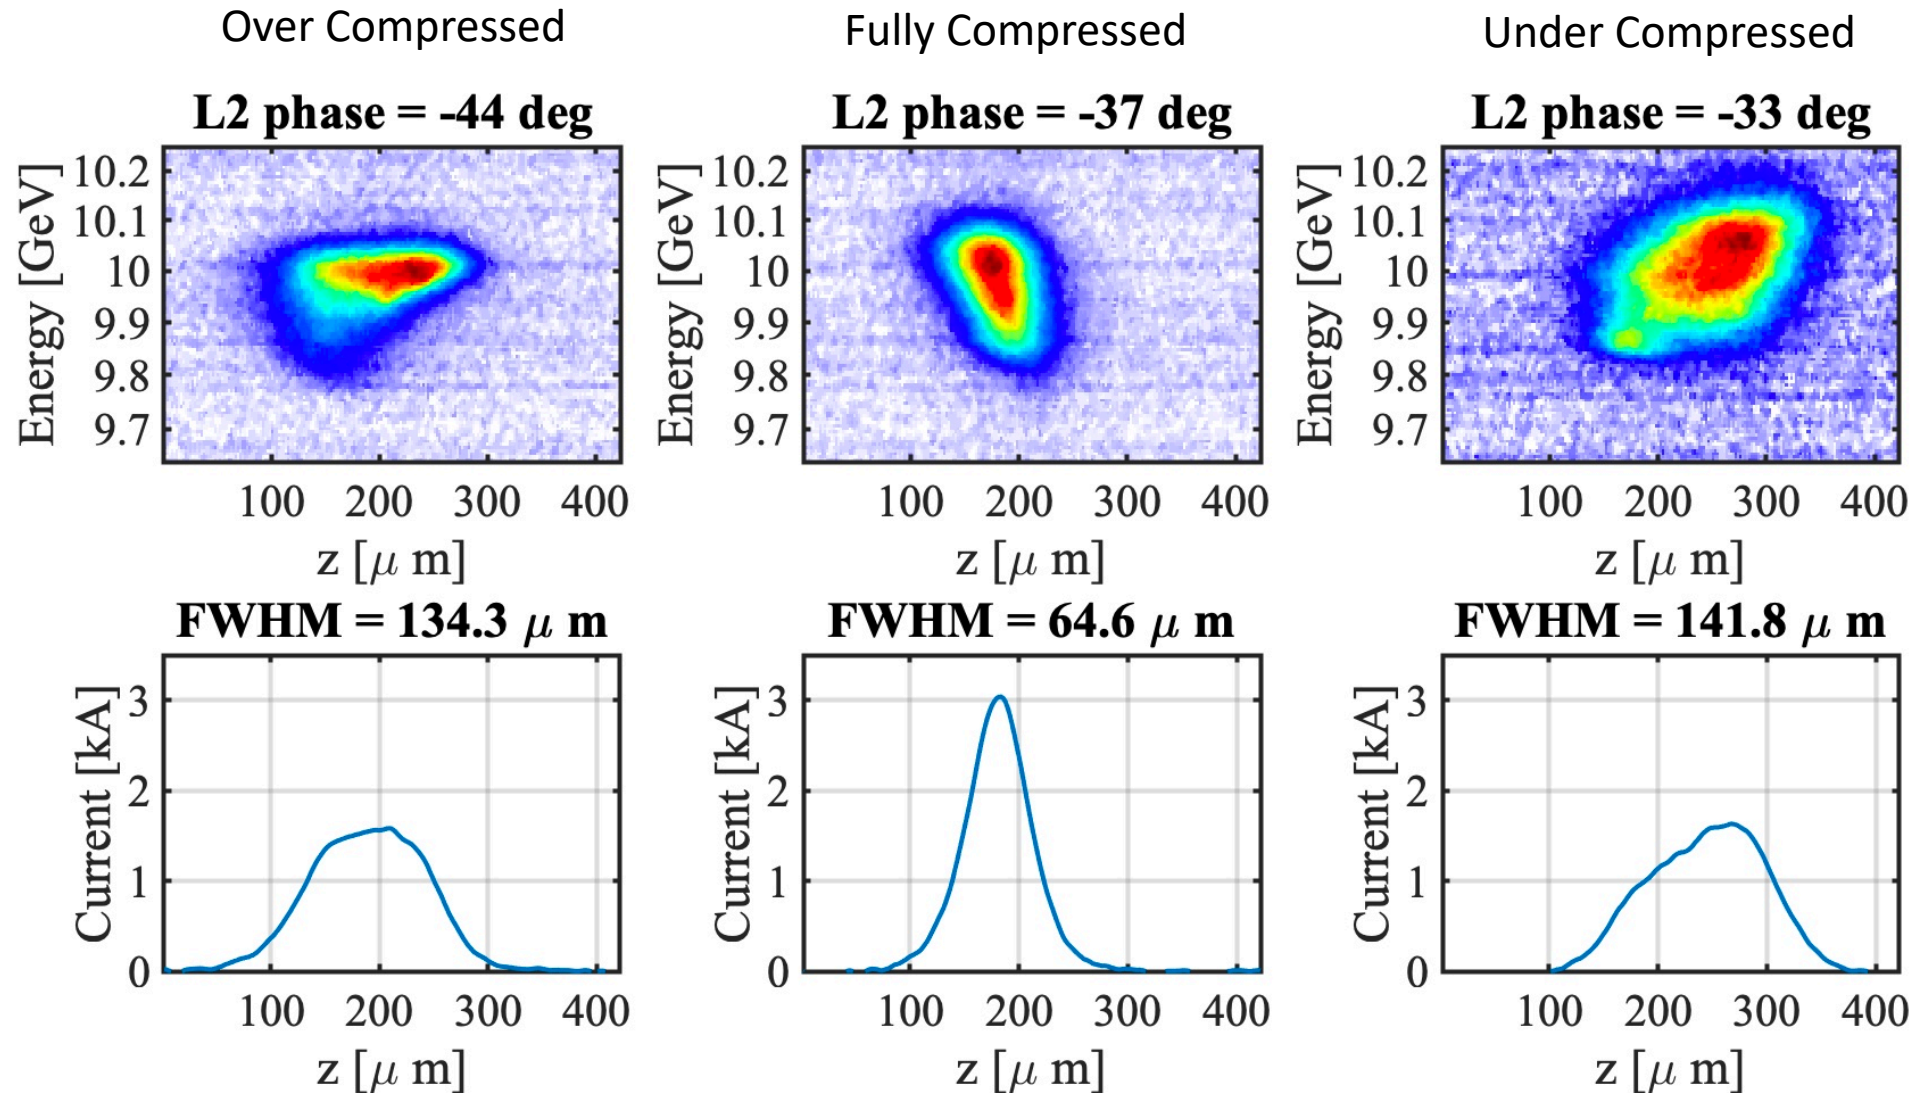 Over Compressed
Fully Compressed
Under Compressed
L2 phase = -44 deg
L2 phase = -37 deg
L2 phase = -33 deg
Energy [GeV]
10.2
10.1
10
9.9
9.8
9.7
100 200 300 400
z [μ m]
Energy [GeV]
10.2
10.1
10
9.9
9.8
9.7
100 200 300 400
z [μ m]
Energy [GeV]
10.2
10.1
10
9.9
9.8
9.7
100 200 300 400
z [μ m]
FWHM = 134.3 μ m
FWHM = 64.6 μ m
FWHM = 141.8 μ m
Current [kA]
3
2
1
0
100 200 300 400
z [μ m]
Current [kA]
3
2
1
0
100 200 300 400
z [μ m]
Current [kA]
3
2
1
0
100 200 300 400
z [μ m]